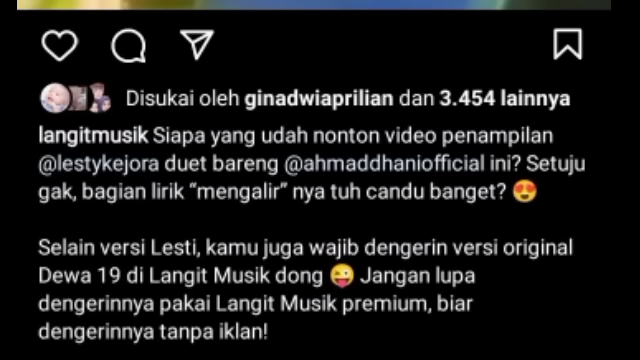 Disukai oleh ginadwiaprilian dan 3.454 lainnya
langitmusik Siapa yang udah nonton video penampilan
@lestykejora duet bareng @ahmaddhaniofficial ini? Setuju
gak, bagian lirik “mengalir” nya tuh candu banget? 😍
Selain versi Lesti, kamu juga wajib dengerin versi original
Dewa 19 di Langit Musik dong 😜 Jangan lupa
dengerinnya pakai Langit Musik premium, biar
dengerinnya tanpa iklan!